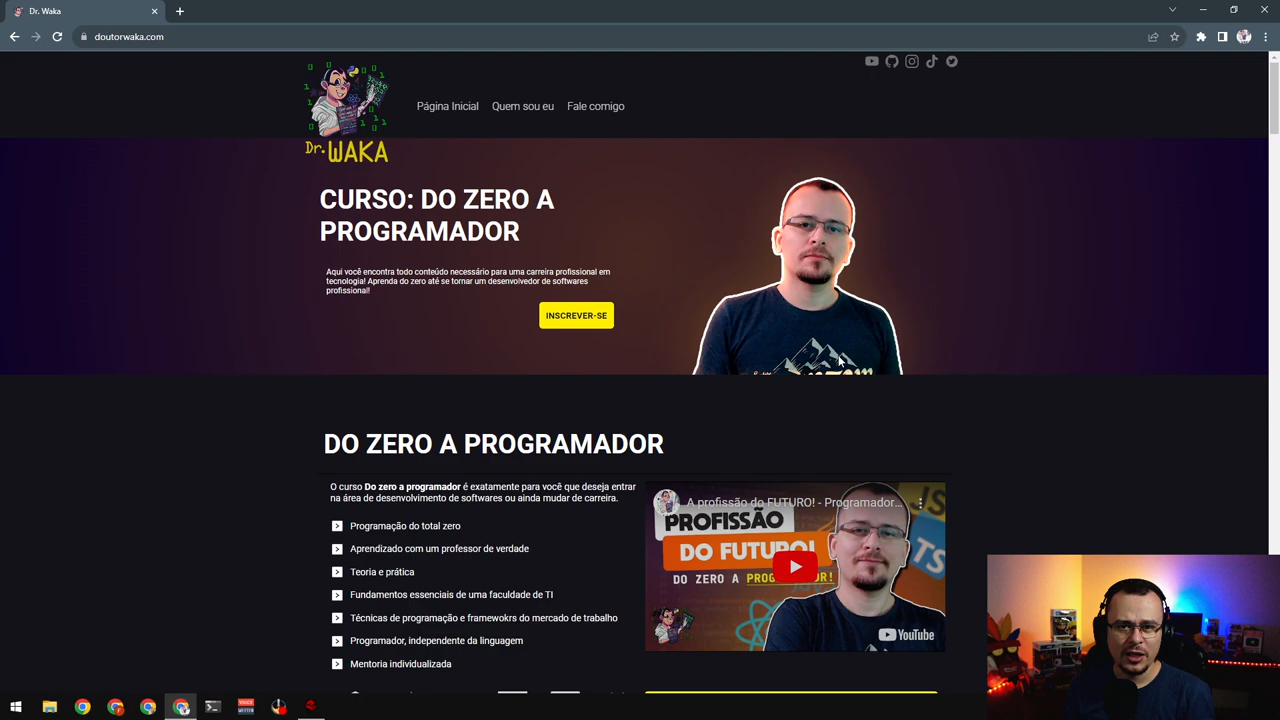 Dr. Waka
doutorwaka.com
Dr. WAKA
Página Inicial
Quem sou eu
Fale comigo
CURSO: DO ZERO A
PROGRAMADOR
Aqui você encontra todo conteúdo necessário para uma carreira profissional em
tecnologia! Aprenda do zero até se tornar um desenvolvedor de softwares
profissional!
INSCREVER-SE
DO ZERO A PROGRAMADOR
O curso Do zero a programador é exatamente para você que deseja entrar
na área de desenvolvimento de softwares ou ainda mudar de carreira.
Programação do total zero
Aprendizado com um professor de verdade
Teoria e prática
Fundamentos essenciais de uma faculdade de TI
Técnicas de programação e framewokrs do mercado de trabalho
Programador, independente da linguagem
Mentoria individualizada
A profissão do FUTURO! - Programador...
PROFISSÃO
DO FUTURO!
DO ZERO A PROGRAMADOR!
JS
TS
YouTube